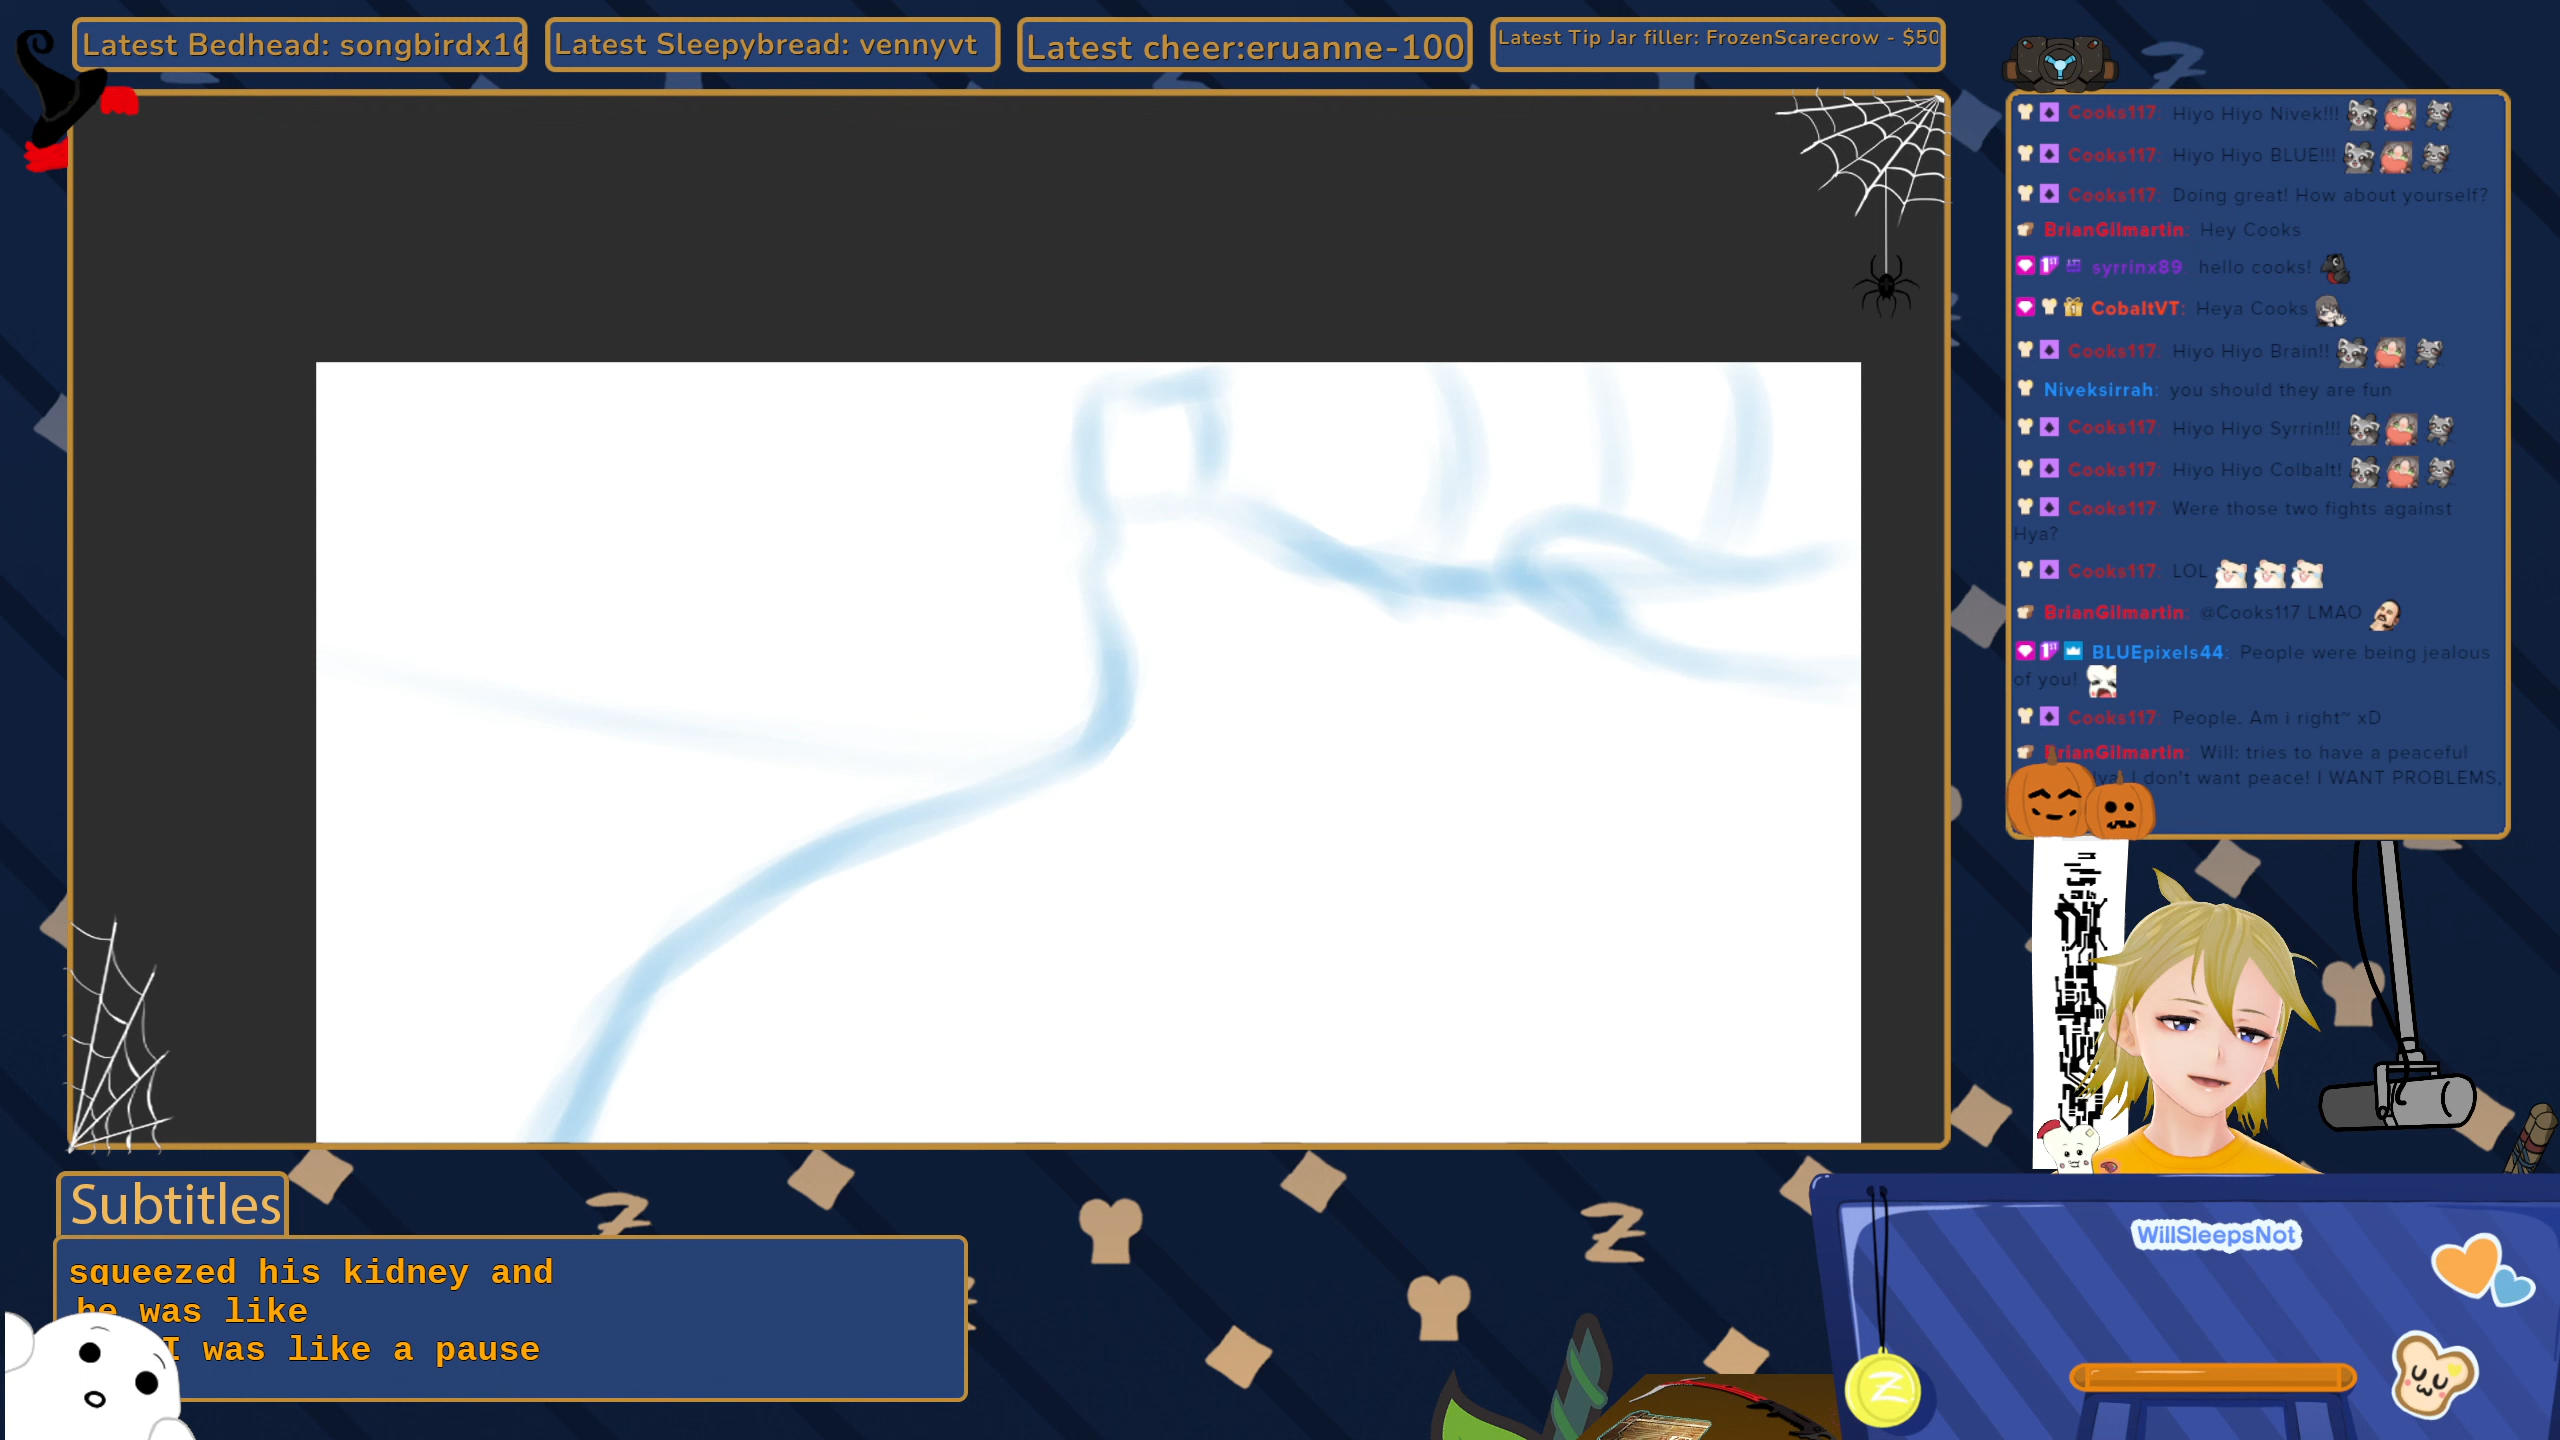 Latest Bedhead: songbirdx16
Latest Sleepybread: vennyvt
Latest cheer:eruanne-100
Latest Tip Jar filler: FrozenScarecrow - $50
Cooks117: Hiyo Hiyo Nivek!!!
Cooks117: Hiyo Hiyo BLUE!!!
Cooks117: Doing great! How about yourself?
BrianGilmartin: Hey Cooks
syrrinx89: hello cooks!
CobaltVT: Heya Cooks
Cooks117: Hiyo Hiyo Brain!!
Niveksirrah: you should they are fun
Cooks117: Hiyo Hiyo Syrrin!!!
Cooks117: Hiyo Hiyo Colbalt!
Cooks117: Were those two fights against
Hya?
Cooks117: LOL
BrianGilmartin: @Cooks117 LMAO
BLUEpixels44: People were being jealous
of you!
Cooks117: People. Am i right~ xD
BrianGilmartin: Will: tries to have a peaceful
I don't want peace! I WANT PROBLEMS,
Subtitles
squeezed his kidney and
he was like
I was like a pause
WillSleepsNot